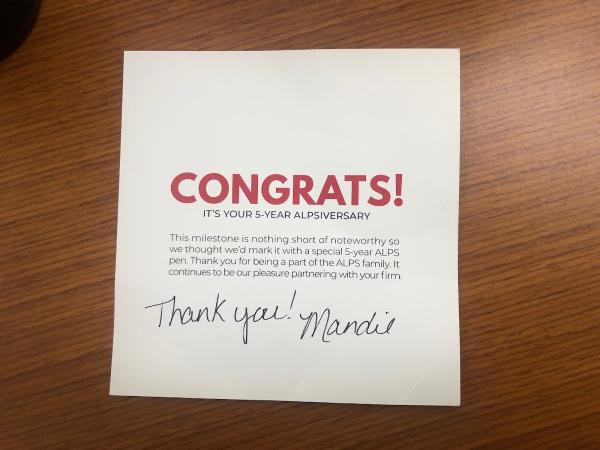 CONGRATS!
IT'S YOUR 5-YEAR ALPSIVERSARY
This milestone is nothing short of noteworthy so
we thought we'd mark it with a special 5-year ALPS
pen. Thank you for being a part of the ALPS family. It
continues to be our pleasure partnering with your firm.
Thank you! Mandie